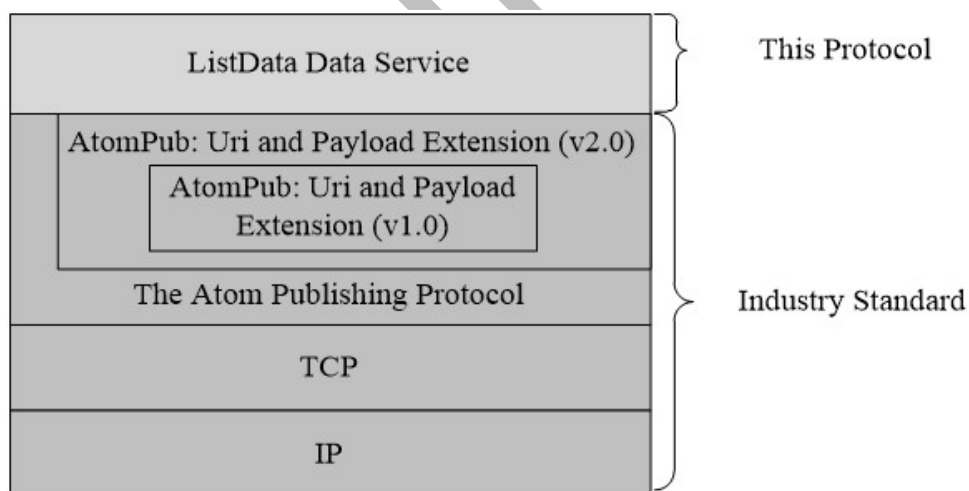 ListData Data Service
This Protocol
AtomPub: Uri and Payload Extension (v2.0)
AtomPub: Uri and Payload
Extension (v1.0)
The Atom Publishing Protocol
Industry Standard
TCP
IP